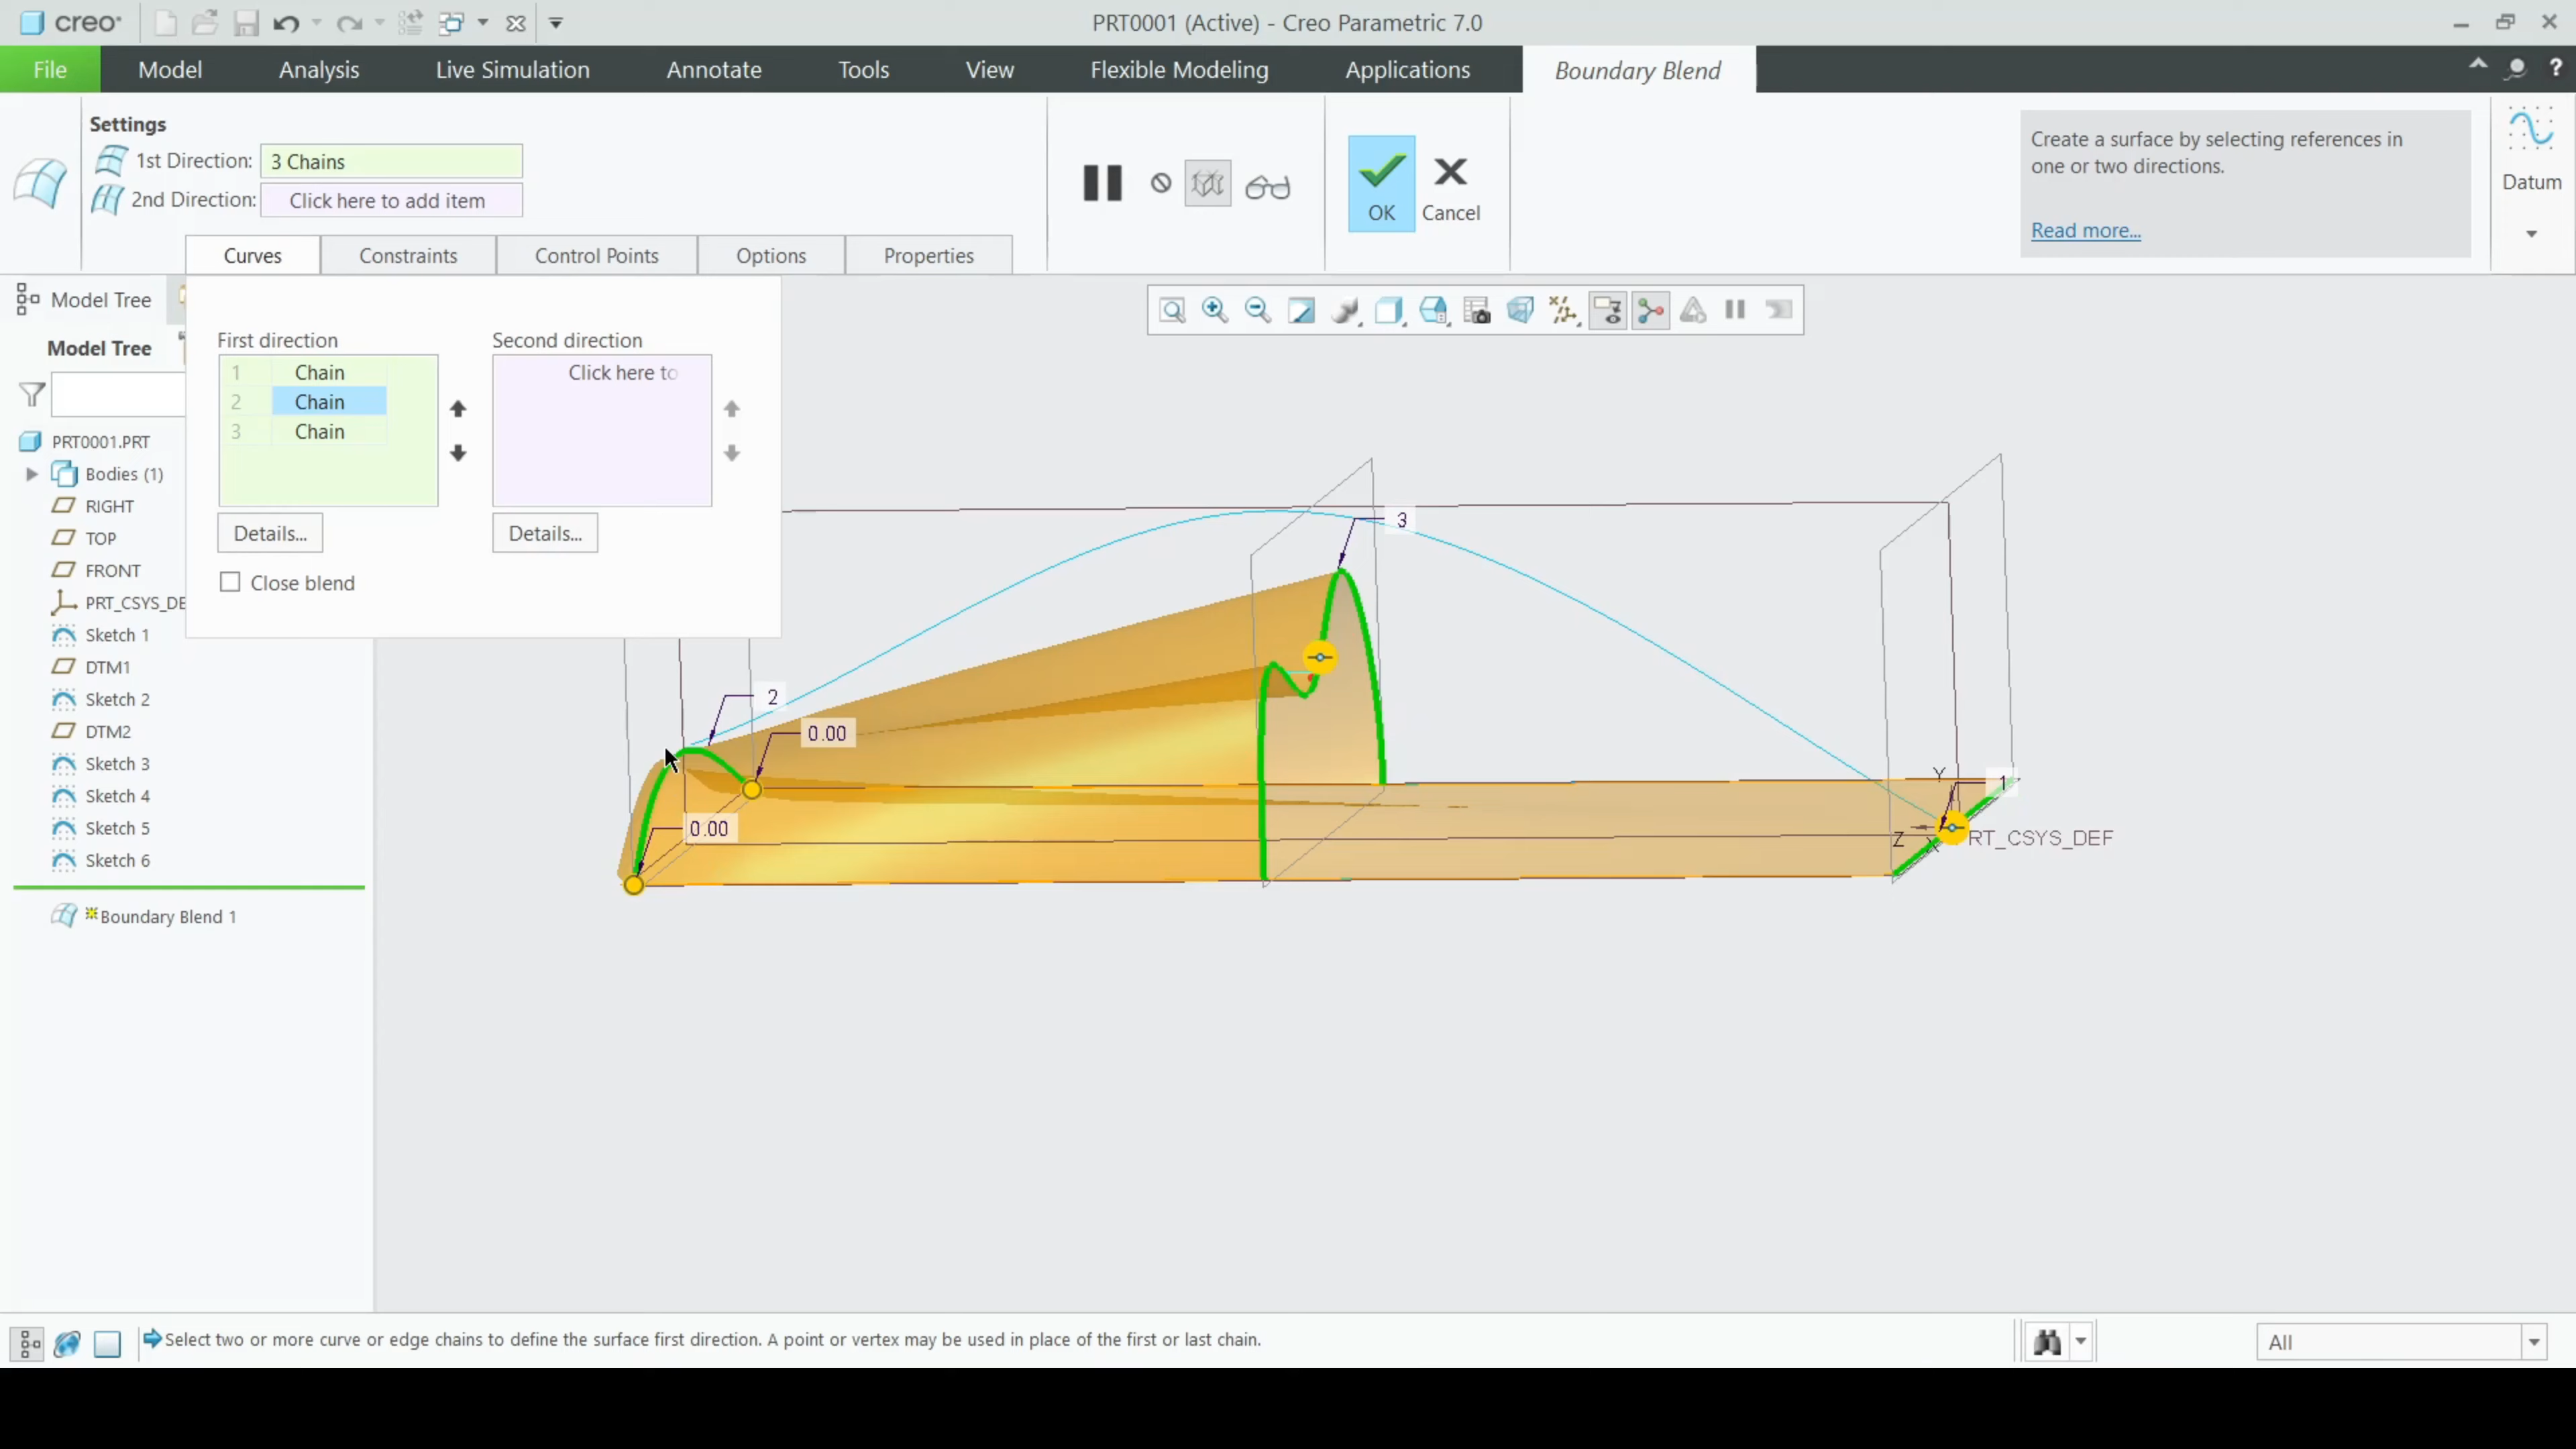 creo
PRT0001 (Active) - Creo Parametric 7.0
File
Model
Analysis
Live Simulation
Annotate
Tools
View
Flexible Modeling
Applications
Boundary Blend
?
Settings
1st Direction:
3 Chains
2nd Direction:
Click here to add item
OK
Cancel
Create a surface by selecting references in
one or two directions.
Read more...
Datum
Curves
Constraints
Control Points
Options
Properties
Model Tree
Model Tree
First direction
Second direction
1 Chain
2 Chain
3 Chain
Click here to
Details...
Details...
Close blend
PRT0001.PRT
Bodies (1)
RIGHT
TOP
FRONT
PRT_CSYS_DE
Sketch 1
DTM1
Sketch 2
DTM2
Sketch 3
Sketch 4
Sketch 5
Sketch 6
Boundary Blend 1
3
2
0.00
0.00
Y
1
Z
X
RT_CSYS_DEF
Select two or more curve or edge chains to define the surface first direction. A point or vertex may be used in place of the first or last chain.
All